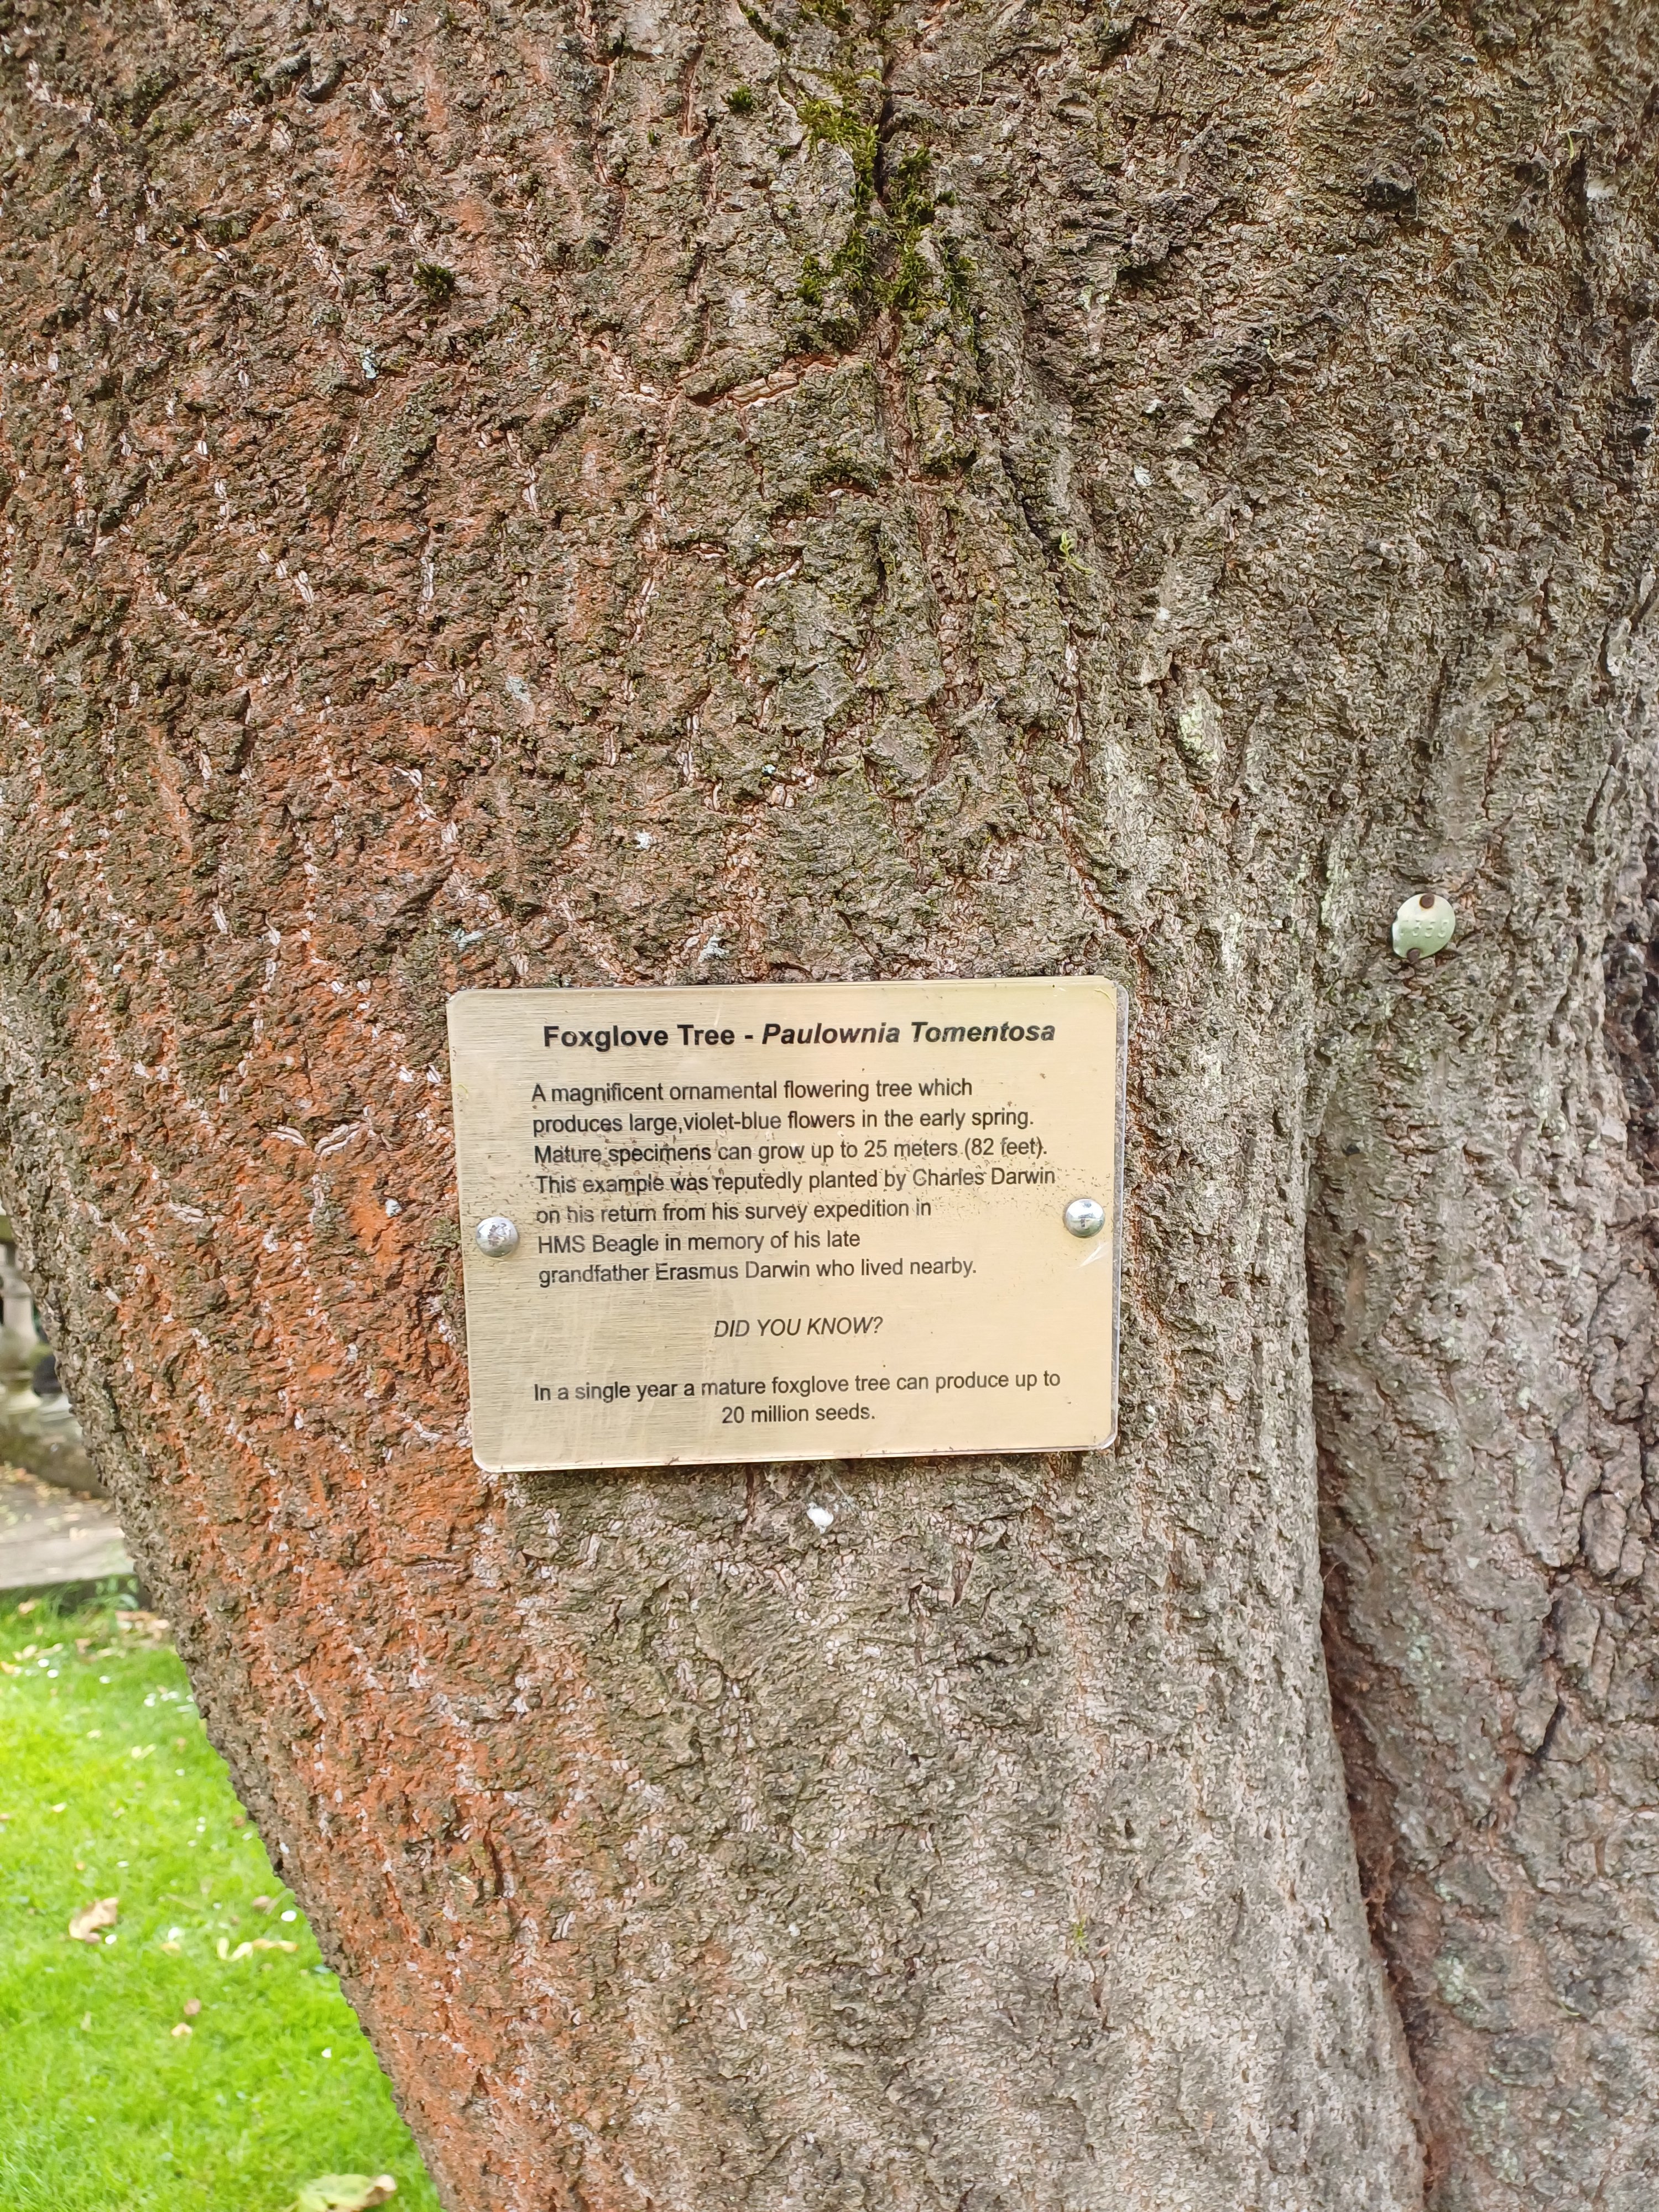 Foxglove Tree - Paulownia Tomentosa
A magnificent ornamental flowering tree which
produces large,violet-blue flowers in the early spring.
Mature specimens can grow up to 25 meters (82 feet).
This example was reputedly planted by Charles Darwin
on his return from his survey expedition in
HMS Beagle in memory of his late
grandfather Erasmus Darwin who lived nearby.
DID YOU KNOW?
In a single year a mature foxglove tree can produce up to
20 million seeds.